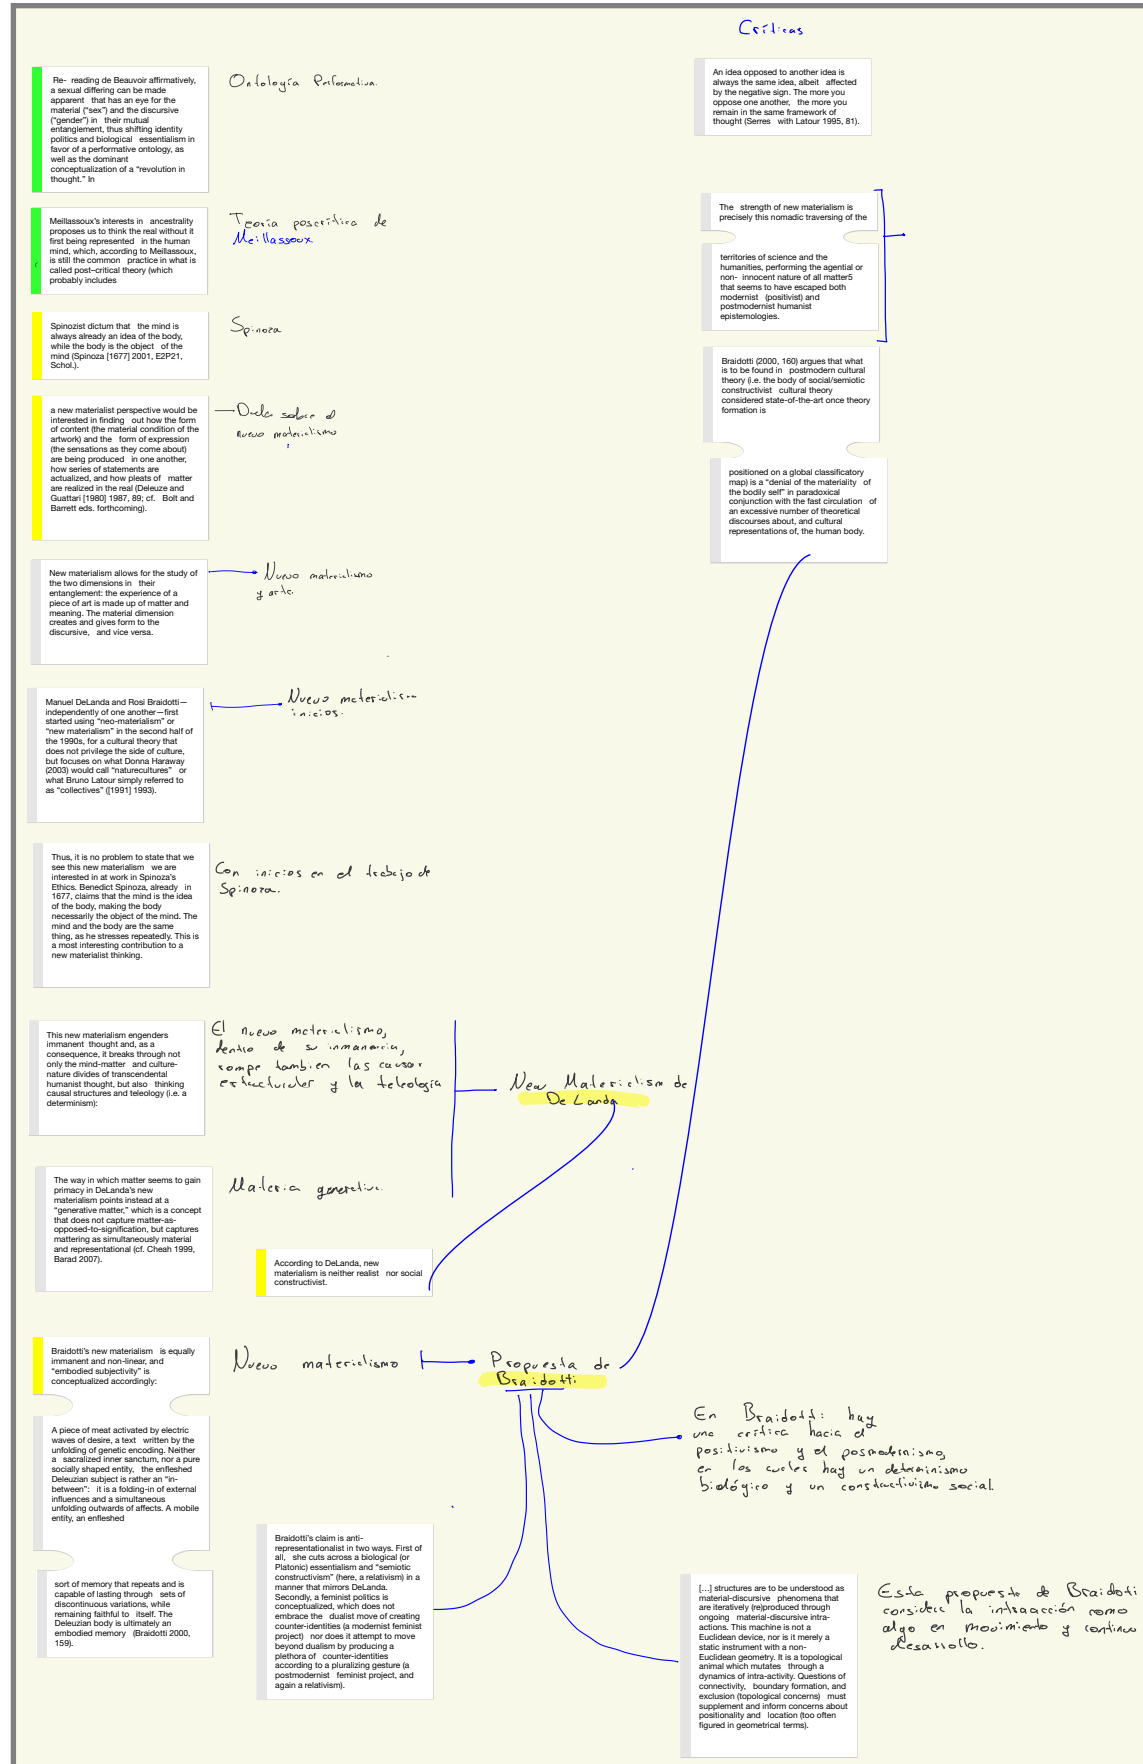 Críticas
Re- reading de Beauvoir affirmatively,
a sexual differing can be made
apparent that has an eye for the
material (“sex”) and the discursive
(“gender”) in their mutual
entanglement, thus shifting identity
politics and biological essentialism in
favor of a performative ontology, as
well as the dominant
conceptualization of a “revolution in
thought.” In
Ontología Performativa.
An idea opposed to another idea is
always the same idea, albeit affected
by the negative sign. The more you
oppose one another, the more you
remain in the same framework of
thought (Serres with Latour 1995, 81).
Meillassoux’s interests in ancestrality
proposes us to think the real without it
first being represented in the human
mind, which, according to Meillassoux,
is still the common practice in what is
called post–critical theory (which
probably includes
Teoría poscrítica de
Meillassoux
The strength of new materialism is
precisely this nomadic traversing of the
territories of science and the
humanities, performing the agential or
non- innocent nature of all matter5
that seems to have escaped both
modernist (positivist) and
postmodernist humanist
epistemologies.
Spinozist dictum that the mind is
always already an idea of the body,
while the body is the object of the
mind (Spinoza [1677] 2001, E2P21,
Schol.).
Spinoza
Braidotti (2000, 160) argues that what
is to be found in postmodern cultural
theory (i.e. the body of social/semiotic
constructivist cultural theory
considered state-of-the-art once theory
formation is
positioned on a global classificatory
map) is a “denial of the materiality of
the bodily self” in paradoxical
conjunction with the fast circulation of
an excessive number of theoretical
discourses about, and cultural
representations of, the human body.
a new materialist perspective would be
interested in finding out how the form
of content (the material condition of the
artwork) and the form of expression
(the sensations as they come about)
are being produced in one another,
how series of statements are
actualized, and how pleats of matter
are realized in the real (Deleuze and
Guattari [1980] 1987, 89; cf. Bolt and
Barrett eds. forthcoming).
Duda sobre el
nuevo materialismo
New materialism allows for the study of
the two dimensions in their
entanglement: the experience of a
piece of art is made up of matter and
meaning. The material dimension
creates and gives form to the
discursive, and vice versa.
Nuevo materialismo
y arte.
Manuel DeLanda and Rosi Braidotti—
independently of one another—first
started using “neo-materialism” or
“new materialism” in the second half of
the 1990s, for a cultural theory that
does not privilege the side of culture,
but focuses on what Donna Haraway
(2003) would call “naturecultures” or
what Bruno Latour simply referred to
as “collectives” ([1991] 1993).
Nuevo materialismo
inicios.
Thus, it is no problem to state that we
see this new materialism we are
interested in at work in Spinoza’s
Ethics. Benedict Spinoza, already in
1677, claims that the mind is the idea
of the body, making the body
necessarily the object of the mind. The
mind and the body are the same
thing, as he stresses repeatedly. This is
a most interesting contribution to a
new materialist thinking.
Con inicios en el trabajo de
Spinoza.
This new materialism engenders
immanent thought and, as a
consequence, it breaks through not
only the mind-matter and culture-
nature divides of transcendental
humanist thought, but also thinking
causal structures and teleology (i.e. a
determinism):
El nuevo materialismo,
dentro de su inmanencia,
rompe tambien las causas
estructurales y la teleología
New Materialism de
De Landa
The way in which matter seems to gain
primacy in DeLanda’s new
materialism points instead at a
“generative matter,” which is a concept
that does not capture matter-as-
opposed-to-signification, but captures
mattering as simultaneously material
and representational (cf. Cheah 1999,
Barad 2007).
Materia generativa.
According to DeLanda, new
materialism is neither realist nor social
constructivist.
Braidotti’s new materialism is equally
immanent and non-linear, and
“embodied subjectivity” is
conceptualized accordingly:
Nuevo materialismo
Propuesta de
Braidotti
A piece of meat activated by electric
waves of desire, a text written by the
unfolding of genetic encoding. Neither
a sacralized inner sanctum, nor a pure
socially shaped entity, the enfleshed
Deleuzian subject is rather an “in-
between”: it is a folding-in of external
influences and a simultaneous
unfolding outwards of affects. A mobile
entity, an enfleshed
sort of memory that repeats and is
capable of lasting through sets of
discontinuous variations, while
remaining faithful to itself. The
Deleuzian body is ultimately an
embodied memory (Braidotti 2000,
159).
En Braidotti: hay
una crítica hacia el
positivismo y el posmodernismo,
en los cuales hay un determinismo
biológico y un constructivismo social.
Braidotti’s claim is anti-
representationalist in two ways. First of
all, she cuts across a biological (or
Platonic) essentialism and “semiotic
constructivism” (here, a relativism) in a
manner that mirrors DeLanda.
Secondly, a feminist politics is
conceptualized, which does not
embrace the dualist move of creating
counter-identities (a modernist feminist
project) nor does it attempt to move
beyond dualism by producing a
plethora of counter-identities
according to a pluralizing gesture (a
postmodernist feminist project, and
again a relativism).
[...] structures are to be understood as
material-discursive phenomena that
are iteratively (re)produced through
ongoing material-discursive intra-
actions. This machine is not a
Euclidean device, nor is it merely a
static instrument with a non-
Euclidean geometry. It is a topological
animal which mutates through a
dynamics of intra-activity. Questions of
connectivity, boundary formation, and
exclusion (topological concerns) must
supplement and inform concerns about
positionality and location (too often
figured in geometrical terms).
Esta propuesta de Braidoti
considera la intraacción como
algo en movimiento y continuo
desarrollo.